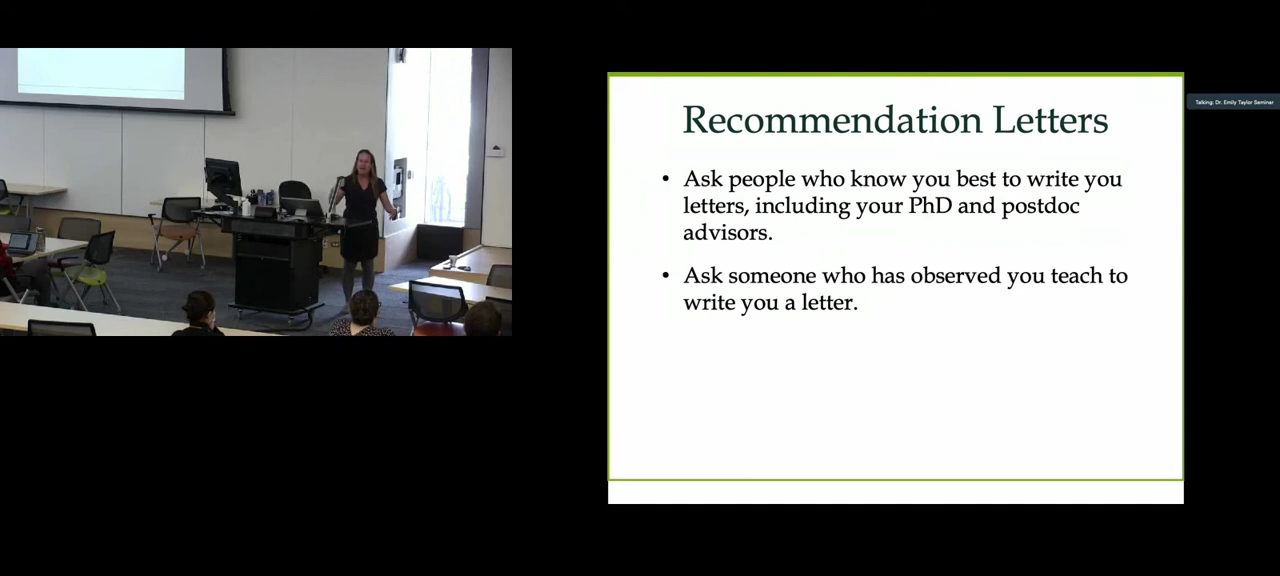 Recommendation Letters
• Ask people who know you best to write you
letters, including your PhD and postdoc
advisors.
• Ask someone who has observed you teach to
write you a letter.
Talking: Dr. Emily Taylor Seminar